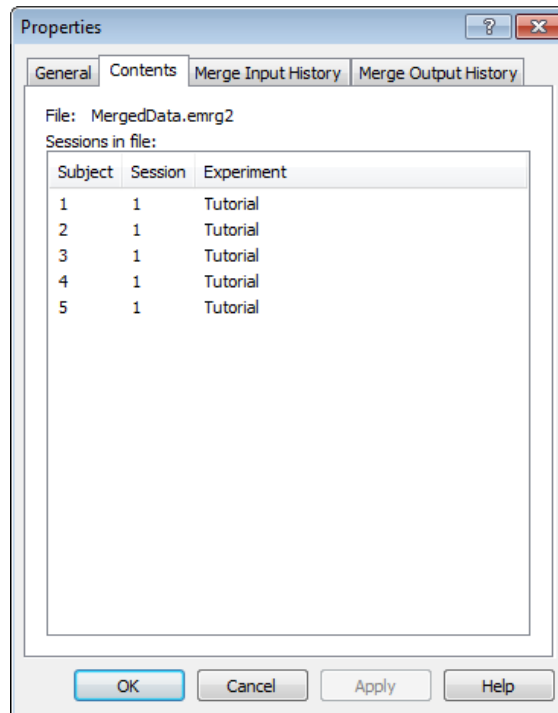 Properties
General Contents Merge Input History Merge Output History
File: MergedData.emrg2
Sessions in file:
Subject Session Experiment
1 1 Tutorial
2 1 Tutorial
3 1 Tutorial
4 1 Tutorial
5 1 Tutorial
OK Cancel Apply Help